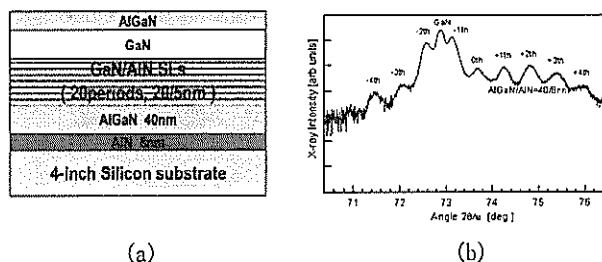 AlGaN
GaN
GaN/AlN SLs
( 20periods, 20/5nm )
AlGaN 40nm
AlN 5nm
4-inch Silicon substrate
(a)
X-ray Intensity [arb units]
-4th
-3th
-2th
GaN
-1th
0th
+1th
+2th
+3th
+4th
AlGaN/AlN=40/5nm
71 72 73 74 75 76
Angle 2θ/ω [deg]
(b)